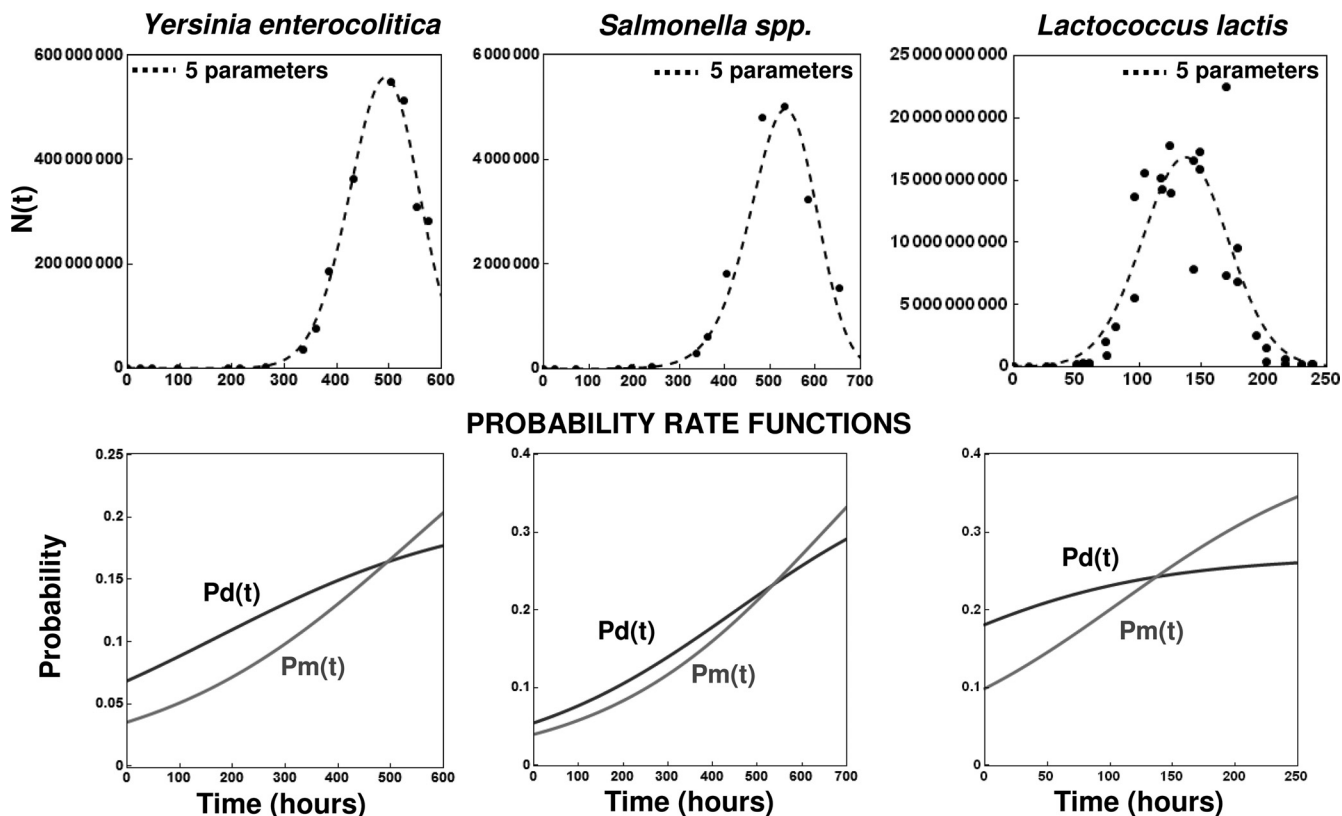 Yersinia enterocolitica
Salmonella spp.
Lactococcus lactis
5 parameters
5 parameters
5 parameters
N(t)
600 000 000
400 000 000
200 000 000
0
0 100 200 300 400 500 600
6 000 000
4 000 000
2 000 000
0
0 100 200 300 400 500 600 700
25 000 000 000
20 000 000 000
15 000 000 000
10 000 000 000
5 000 000 000
0
0 50 100 150 200 250
PROBABILITY RATE FUNCTIONS
Probability
0.25
0.2
0.15
0.1
0.05
0
Pd(t)
Pm(t)
0 100 200 300 400 500 600
Time (hours)
0.4
0.3
0.2
0.1
0
Pd(t)
Pm(t)
0 100 200 300 400 500 600 700
Time (hours)
0.4
0.3
0.2
0.1
0
Pd(t)
Pm(t)
0 50 100 150 200 250
Time (hours)